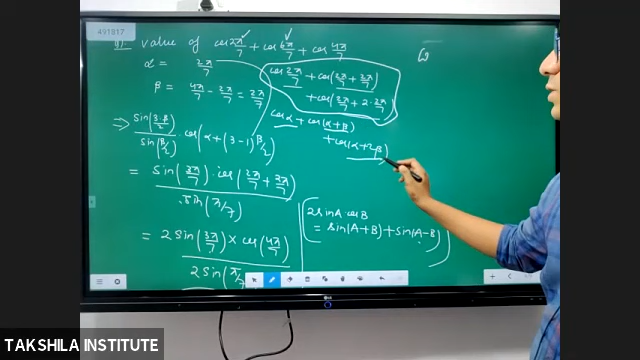 491917
Q) Value of cos 2π/7 + cos 6π/7 + cos 4π/7
α = 2π/7
β = 4π/7 - 2π/7 = 2π/7
cos 2π/7 + cos(2π/7 + 2π/7)
+ cos(2π/7 + 2·2π/7)
cos α + cos(α+β)
+ cos(α+2β)
⇒ sin(3·β/2)/sin(β/2) · cos(α + (3-1)β/2)
= sin(3π/7) · cos(2π/7 + 2π/7) / sin(π/7)
2 sin A · cos B
= sin(A+B) + sin(A-B)
= 2 sin(3π/7) × cos(4π/7) / 2 sin(π/7
TAKSHILA INSTITUTE